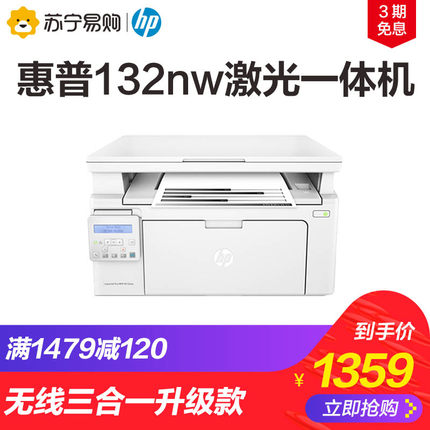 苏宁易购 hp
3期
免息
惠普132nw激光一体机
hp
满1479减120
到手价
¥1359
无线三合一升级款
立即抢购